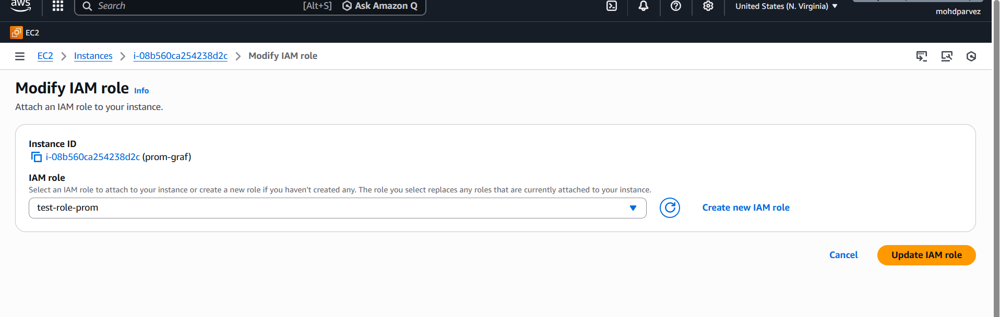 aws
Search [Alt+S] Ask Amazon Q
United States (N. Virginia)
mohdparvez
EC2
EC2 Instances i-08b560ca254238d2c Modify IAM role
Modify IAM role Info
Attach an IAM role to your instance.
Instance ID
i-08b560ca254238d2c (prom-graf)
IAM role
Select an IAM role to attach to your instance or create a new role if you haven't created any. The role you select replaces any roles that are currently attached to your instance.
test-role-prom
Create new IAM role
Cancel Update IAM role